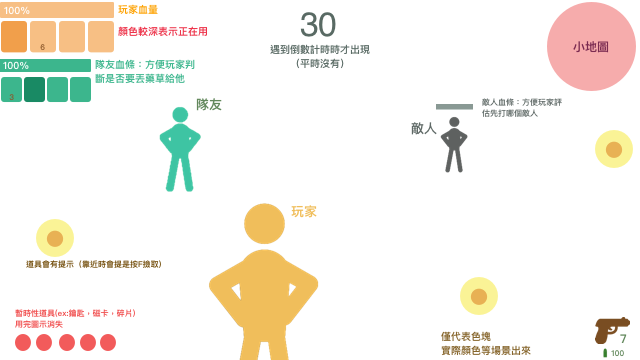 100%
玩家血量
顏色較深表示正在用
6
100%
隊友血條：方便玩家判
斷是否要丟藥草給他
3
30
遇到倒數計時時才出現
（平時沒有）
小地圖
隊友
敵人血條：方便玩家評
估先打哪個敵人
敵人
玩家
道具會有提示（靠近時會提是按F撿取）
暫時性道具(ex:鑰匙，磁卡，碎片)
用完圖示消失
僅代表色塊
實際顏色等場景出來
7
100